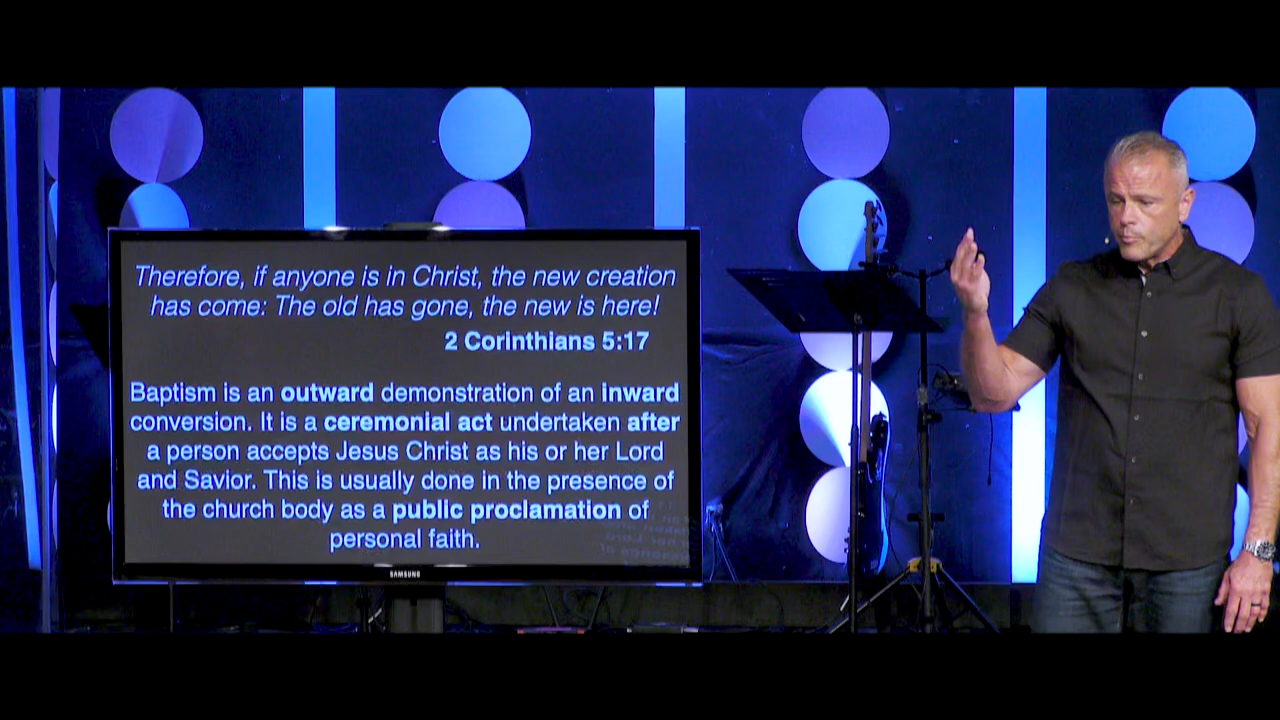 Therefore, if anyone is in Christ, the new creation
has come: The old has gone, the new is here!
2 Corinthians 5:17
Baptism is an outward demonstration of an inward
conversion. It is a ceremonial act undertaken after
a person accepts Jesus Christ as his or her Lord
and Savior. This is usually done in the presence of
the church body as a public proclamation of
personal faith.
SAMSUNG